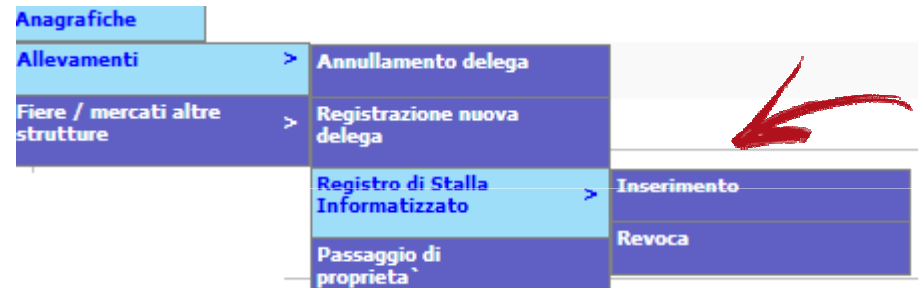 Anagrafiche
Allevamenti >
Fiere / mercati altre
strutture >
Annullamento delega
Registrazione nuova
delega
Registro di Stalla
Informatizzato >
Passaggio di
proprieta`
Inserimento
Revoca